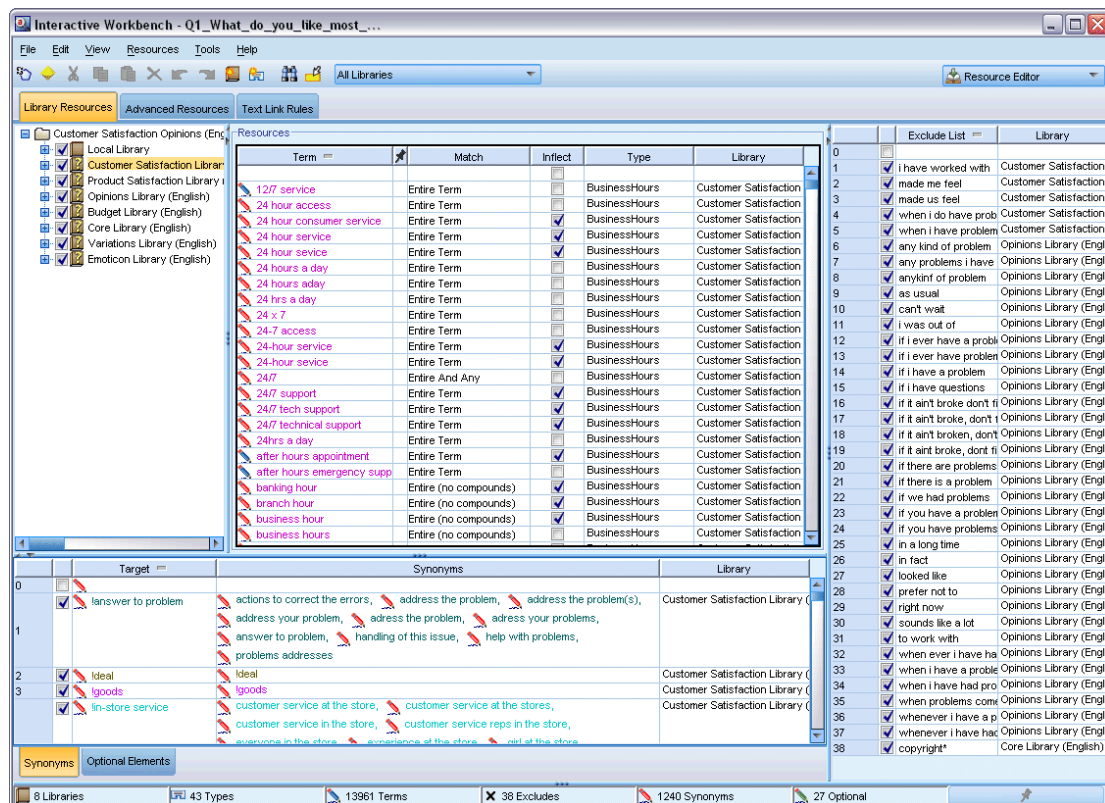 Interactive Workbench - Q1_What_do_you_like_most_...
File Edit View Resources Tools Help
All Libraries
Resource Editor
Library Resources Advanced Resources Text Link Rules
Customer Satisfaction Opinions (Eng
Local Library
Customer Satisfaction Librar
Product Satisfaction Library (
Opinions Library (English)
Budget Library (English)
Core Library (English)
Variations Library (English)
Emoticon Library (English)
Resources
Term Match Inflect Type Library
12/7 service Entire Term BusinessHours Customer Satisfaction
24 hour access Entire Term BusinessHours Customer Satisfaction
24 hour consumer service Entire Term BusinessHours Customer Satisfaction
24 hour service Entire Term BusinessHours Customer Satisfaction
24 hour sevice Entire Term BusinessHours Customer Satisfaction
24 hours a day Entire Term BusinessHours Customer Satisfaction
24 hours aday Entire Term BusinessHours Customer Satisfaction
24 hrs a day Entire Term BusinessHours Customer Satisfaction
24 x 7 Entire Term BusinessHours Customer Satisfaction
24-7 access Entire Term BusinessHours Customer Satisfaction
24-hour service Entire Term BusinessHours Customer Satisfaction
24-hour sevice Entire Term BusinessHours Customer Satisfaction
24/7 Entire And Any BusinessHours Customer Satisfaction
24/7 support Entire Term BusinessHours Customer Satisfaction
24/7 tech support Entire Term BusinessHours Customer Satisfaction
24/7 technical support Entire Term BusinessHours Customer Satisfaction
24hrs a day Entire Term BusinessHours Customer Satisfaction
after hours appointment Entire Term BusinessHours Customer Satisfaction
after hours emergency supp Entire Term BusinessHours Customer Satisfaction
banking hour Entire (no compounds) BusinessHours Customer Satisfaction
branch hour Entire (no compounds) BusinessHours Customer Satisfaction
business hour Entire (no compounds) BusinessHours Customer Satisfaction
business hours Entire (no compounds) BusinessHours Customer Satisfaction
Exclude List Library
0
1 i have worked with Customer Satisfaction
2 made me feel Customer Satisfaction
3 made us feel Customer Satisfaction
4 when i do have prob Customer Satisfaction
5 when i have problem Customer Satisfaction
6 any kind of problem Opinions Library (Engl
7 any problems i have Opinions Library (Engl
8 anykinf of problem Opinions Library (Engl
9 as usual Opinions Library (Engl
10 can't wait Opinions Library (Engl
11 i was out of Opinions Library (Engl
12 if i ever have a probl Opinions Library (Engl
13 if i ever have problen Opinions Library (Engl
14 if i have a problem Opinions Library (Engl
15 if i have questions Opinions Library (Engl
16 if it ain't broke don't fi Opinions Library (Engl
17 if it ain't broke, don't Opinions Library (Engl
18 if it ain't broken, don't Opinions Library (Engl
19 if it aint broke, dont fi Opinions Library (Engl
20 if there are problems Opinions Library (Engl
21 if there is a problem Opinions Library (Engl
22 if we had problems Opinions Library (Engl
23 if you have a problem Opinions Library (Engl
24 if you have problems Opinions Library (Engl
25 in a long time Opinions Library (Engl
26 in fact Opinions Library (Engl
27 looked like Opinions Library (Engl
28 prefer not to Opinions Library (Engl
29 right now Opinions Library (Engl
30 sounds like a lot Opinions Library (Engl
31 to work with Opinions Library (Engl
32 when ever i have ha Opinions Library (Engl
33 when i have a proble Opinions Library (Engl
34 when i have had pro Opinions Library (Engl
35 when problems come Opinions Library (Engl
36 whenever i have a p Opinions Library (Engl
37 whenever i have had Opinions Library (Engl
38 copyright* Core Library (English)
Target Synonyms Library
0
1 !answer to problem actions to correct the errors, address the problem, address the problem(s), Customer Satisfaction Library (
address your problem, adress the problem, adress your problems,
answer to problem, handling of this issue, help with problems,
problems addresses
2 !deal !deal Customer Satisfaction Library (
3 !goods !goods Customer Satisfaction Library (
!in-store service customer service at the store, customer service at the stores, Customer Satisfaction Library (
customer service in the store, customer service reps in the store,
everyone in the store, experience at the store, girl at the store
Synonyms Optional Elements
8 Libraries 43 Types 13961 Terms 38 Excludes 1240 Synonyms 27 Optional